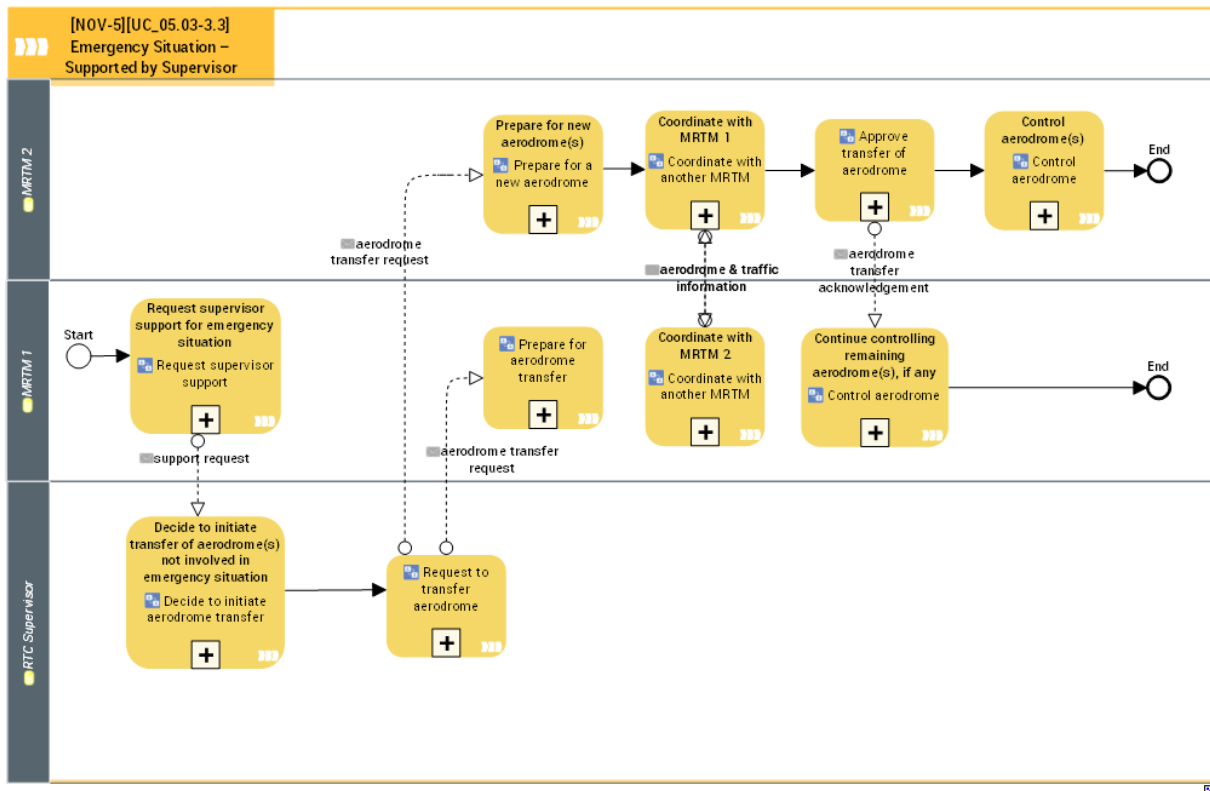 [NOV-5][UC_05.03-3.3]
Emergency Situation –
Supported by Supervisor
MRTM 2
Prepare for new
aerodrome(s)
Prepare for a
new aerodrome
Coordinate with
MRTM 1
Coordinate with
another MRTM
Approve
transfer of
aerodrome
Control
aerodrome(s)
Control
aerodrome
End
aerodrome
transfer request
aerodrome & traffic
information
aerodrome
transfer
acknowledgement
MRTM 1
Start
Request supervisor
support for emergency
situation
Request supervisor
support
Prepare for
aerodrome
transfer
Coordinate with
MRTM 2
Coordinate with
another MRTM
Continue controlling
remaining
aerodrome(s), if any
Control aerodrome
End
support request
aerodrome transfer
request
RTC Supervisor
Decide to initiate
transfer of aerodrome(s)
not involved in
emergency situation
Decide to initiate
aerodrome transfer
Request to
transfer
aerodrome